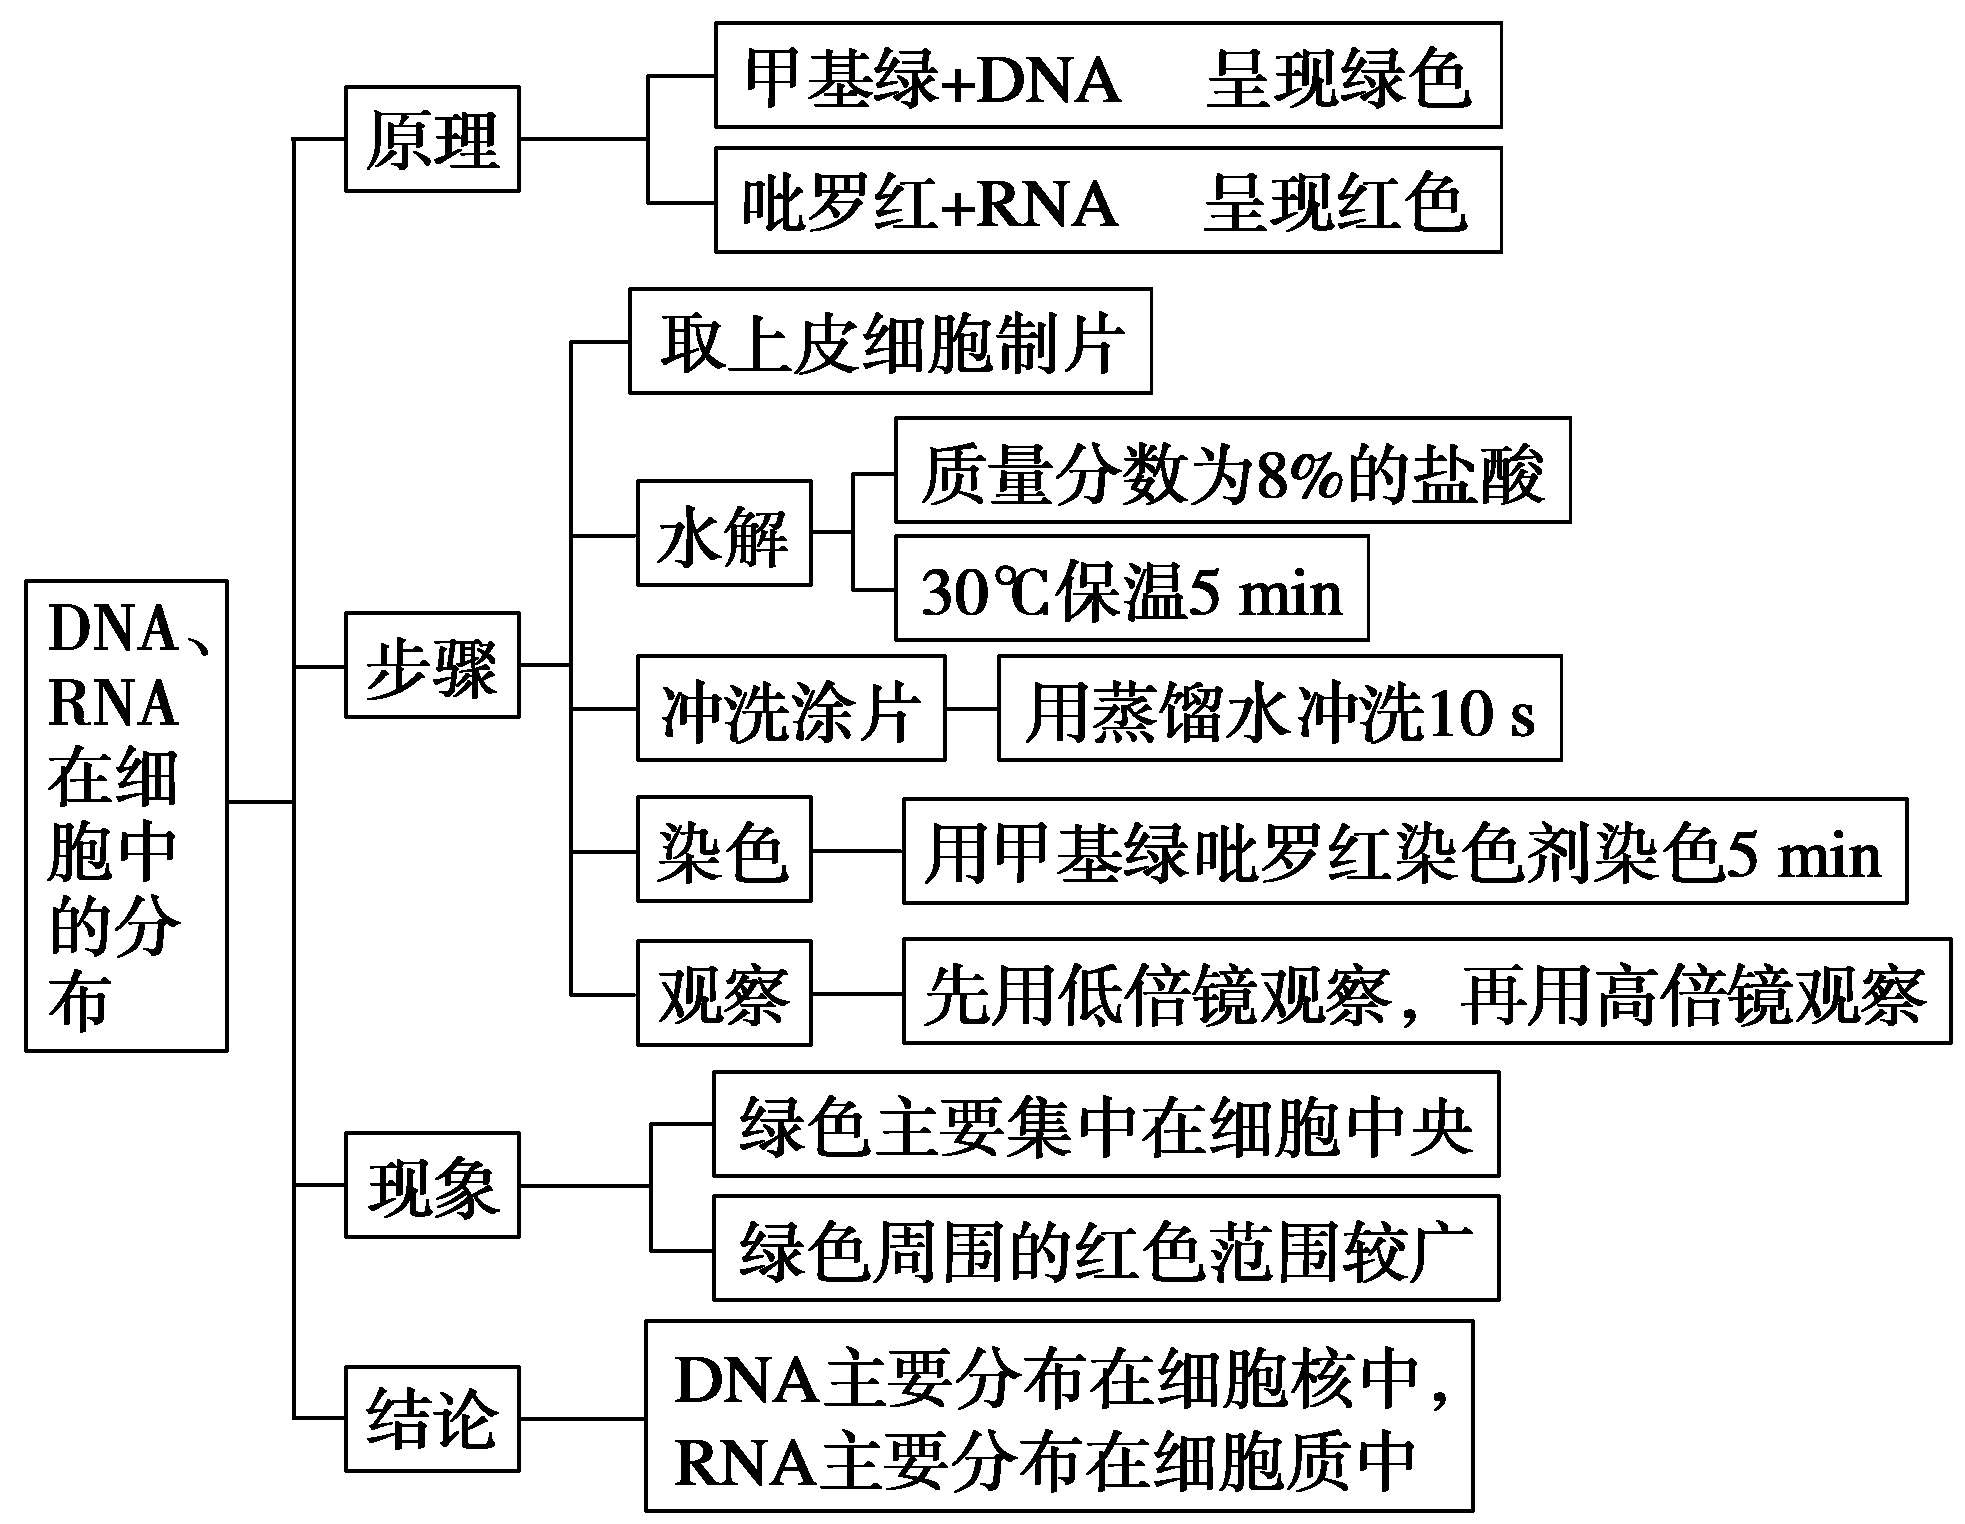 DNA、
RNA
在细
胞中
的分
布
原理
甲基绿+DNA 呈现绿色
吡罗红+RNA 呈现红色
步骤
取上皮细胞制片
水解
质量分数为8%的盐酸
30℃保温5 min
冲洗涂片
用蒸馏水冲洗10 s
染色
用甲基绿吡罗红染色剂染色5 min
观察
先用低倍镜观察，再用高倍镜观察
现象
绿色主要集中在细胞中央
绿色周围的红色范围较广
结论
DNA主要分布在细胞核中，
RNA主要分布在细胞质中